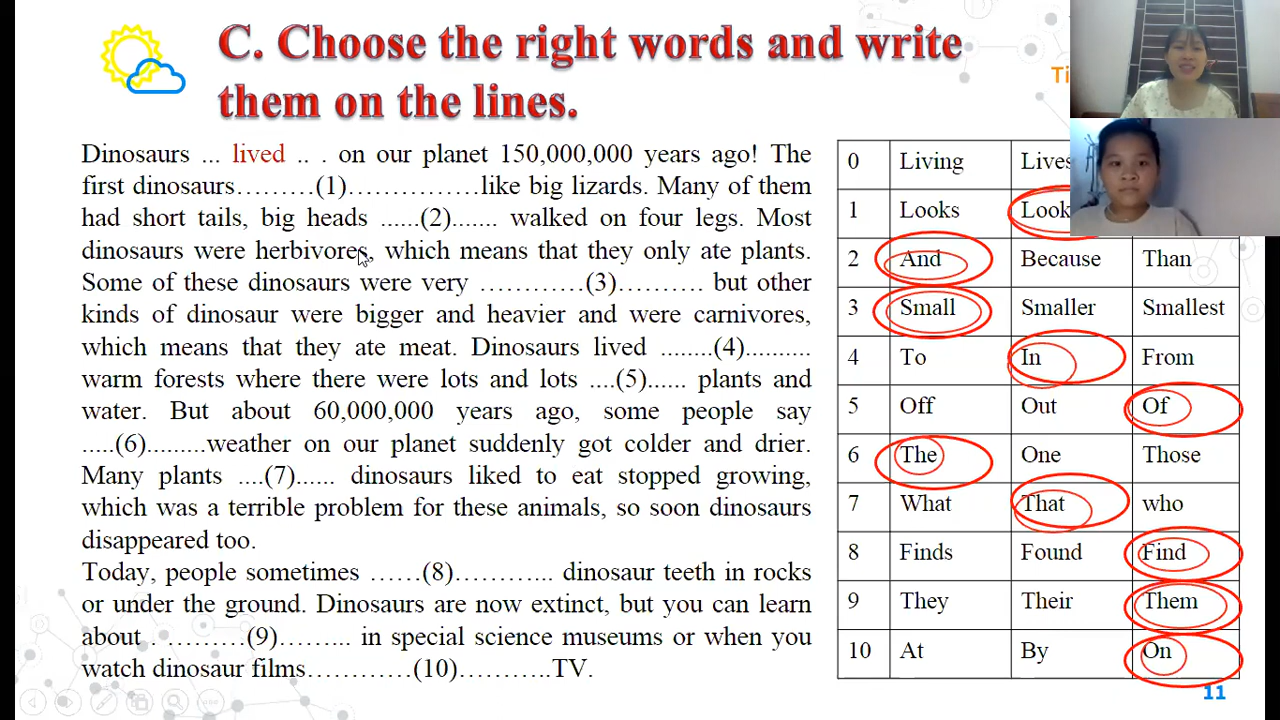 C. Choose the right words and write
them on the lines.
Ti
Dinosaurs ... lived .. . on our planet 150,000,000 years ago! The
first dinosaurs………(1)……………like big lizards. Many of them
had short tails, big heads ......(2)....... walked on four legs. Most
dinosaurs were herbivores, which means that they only ate plants.
Some of these dinosaurs were very …………(3)………. but other
kinds of dinosaur were bigger and heavier and were carnivores,
which means that they ate meat. Dinosaurs lived ........(4)..........
warm forests where there were lots and lots ....(5)...... plants and
water. But about 60,000,000 years ago, some people say
.....(6).........weather on our planet suddenly got colder and drier.
Many plants ....(7)...... dinosaurs liked to eat stopped growing,
which was a terrible problem for these animals, so soon dinosaurs
disappeared too.
Today, people sometimes ……(8)………... dinosaur teeth in rocks
or under the ground. Dinosaurs are now extinct, but you can learn
about . ………(9)……... in special science museums or when you
watch dinosaur films…………(10)………..TV.
0 Living Lives
1 Looks Look
2 And Because Than
3 Small Smaller Smallest
4 To In From
5 Off Out Of
6 The One Those
7 What That who
8 Finds Found Find
9 They Their Them
10 At By On
11